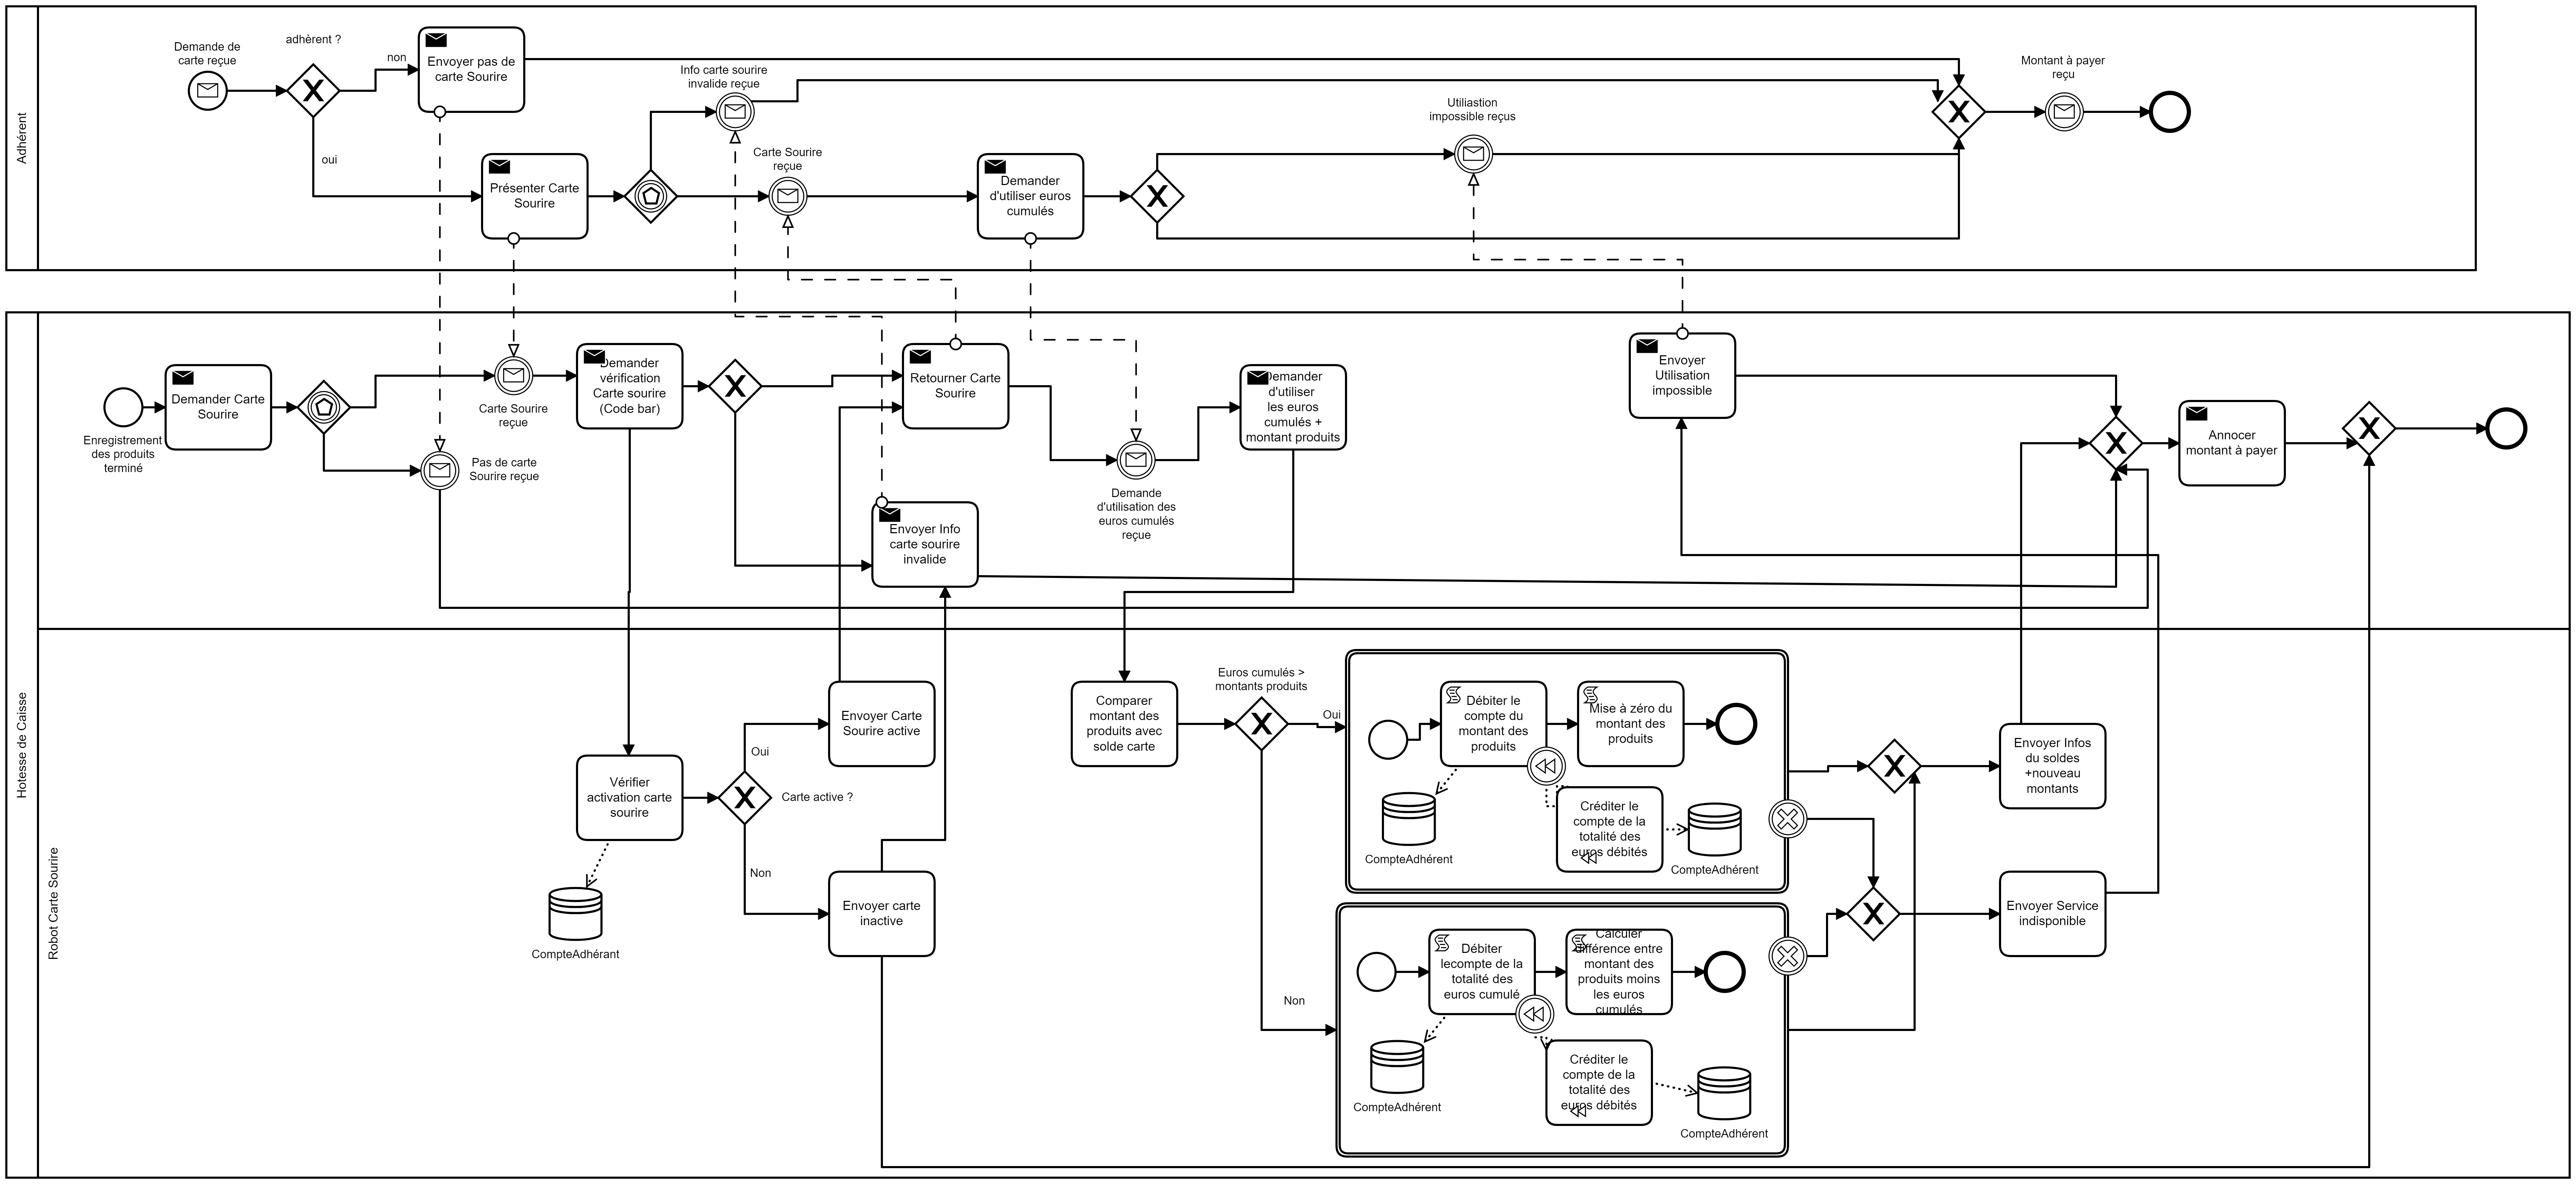 Adhérent
Demande de
carte reçue
adhèrent ?
non
oui
Envoyer pas de
carte Sourire
Présenter Carte
Sourire
Info carte sourire
invalide reçue
Carte Sourire
reçue
Demander
d'utiliser euros
cumulés
Utiliastion
impossible reçus
Montant à payer
reçu
Hotesse de Caisse
Enregistrement
des produits
terminé
Demander Carte
Sourire
Carte Sourire
reçue
Pas de carte
Sourire reçue
Demander
vérification
Carte sourire
(Code bar)
Retourner Carte
Sourire
Envoyer Info
carte sourire
invalide
Demande
d'utilisation des
euros cumulés
reçue
Demander
d'utiliser
les euros
cumulés +
montant produits
Envoyer
Utilisation
impossible
Annocer
montant à payer
Robot Carte Sourire
Vérifier
activation carte
sourire
CompteAdhérant
Carte active ?
Oui
Non
Envoyer Carte
Sourire active
Envoyer carte
inactive
Comparer
montant des
produits avec
solde carte
Euros cumulés >
montants produits
Oui
Non
Débiter le
compte du
montant des
produits
Mise à zéro du
montant des
produits
CompteAdhérent
Créditer le
compte de la
totalité des
euros débités
CompteAdhérent
Débiter
lecompte de la
totalité des
euros cumulé
Calculer
différence entre
montant des
produits moins
les euros
cumulés
CompteAdhérent
Créditer le
compte de la
totalité des
euros débités
CompteAdhérent
Envoyer Infos
du soldes
+nouveau
montants
Envoyer Service
indisponible